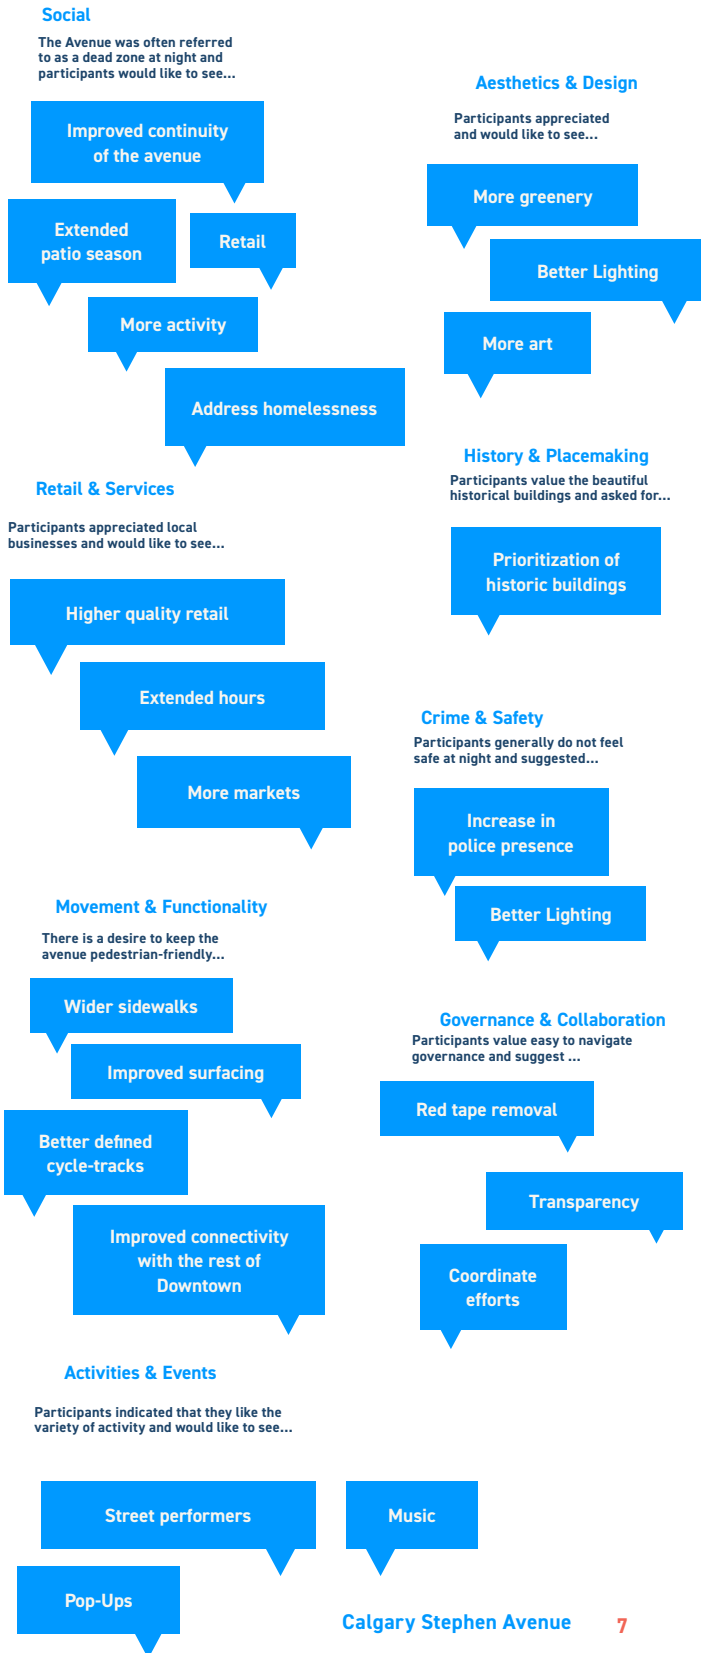 Social
The Avenue was often referred
to as a dead zone at night and
participants would like to see...
Improved continuity
of the avenue
Extended
patio season
Retail
More activity
Address homelessness
Retail & Services
Participants appreciated local
businesses and would like to see...
Higher quality retail
Extended hours
More markets
Movement & Functionality
There is a desire to keep the
avenue pedestrian-friendly...
Wider sidewalks
Improved surfacing
Better defined
cycle-tracks
Improved connectivity
with the rest of
Downtown
Activities & Events
Participants indicated that they like the
variety of activity and would like to see...
Street performers
Music
Pop-Ups
Aesthetics & Design
Participants appreciated
and would like to see...
More greenery
Better Lighting
More art
History & Placemaking
Participants value the beautiful
historical buildings and asked for...
Prioritization of
historic buildings
Crime & Safety
Participants generally do not feel
safe at night and suggested...
Increase in
police presence
Better Lighting
Governance & Collaboration
Participants value easy to navigate
governance and suggest ...
Red tape removal
Transparency
Coordinate
efforts
Calgary Stephen Avenue 7